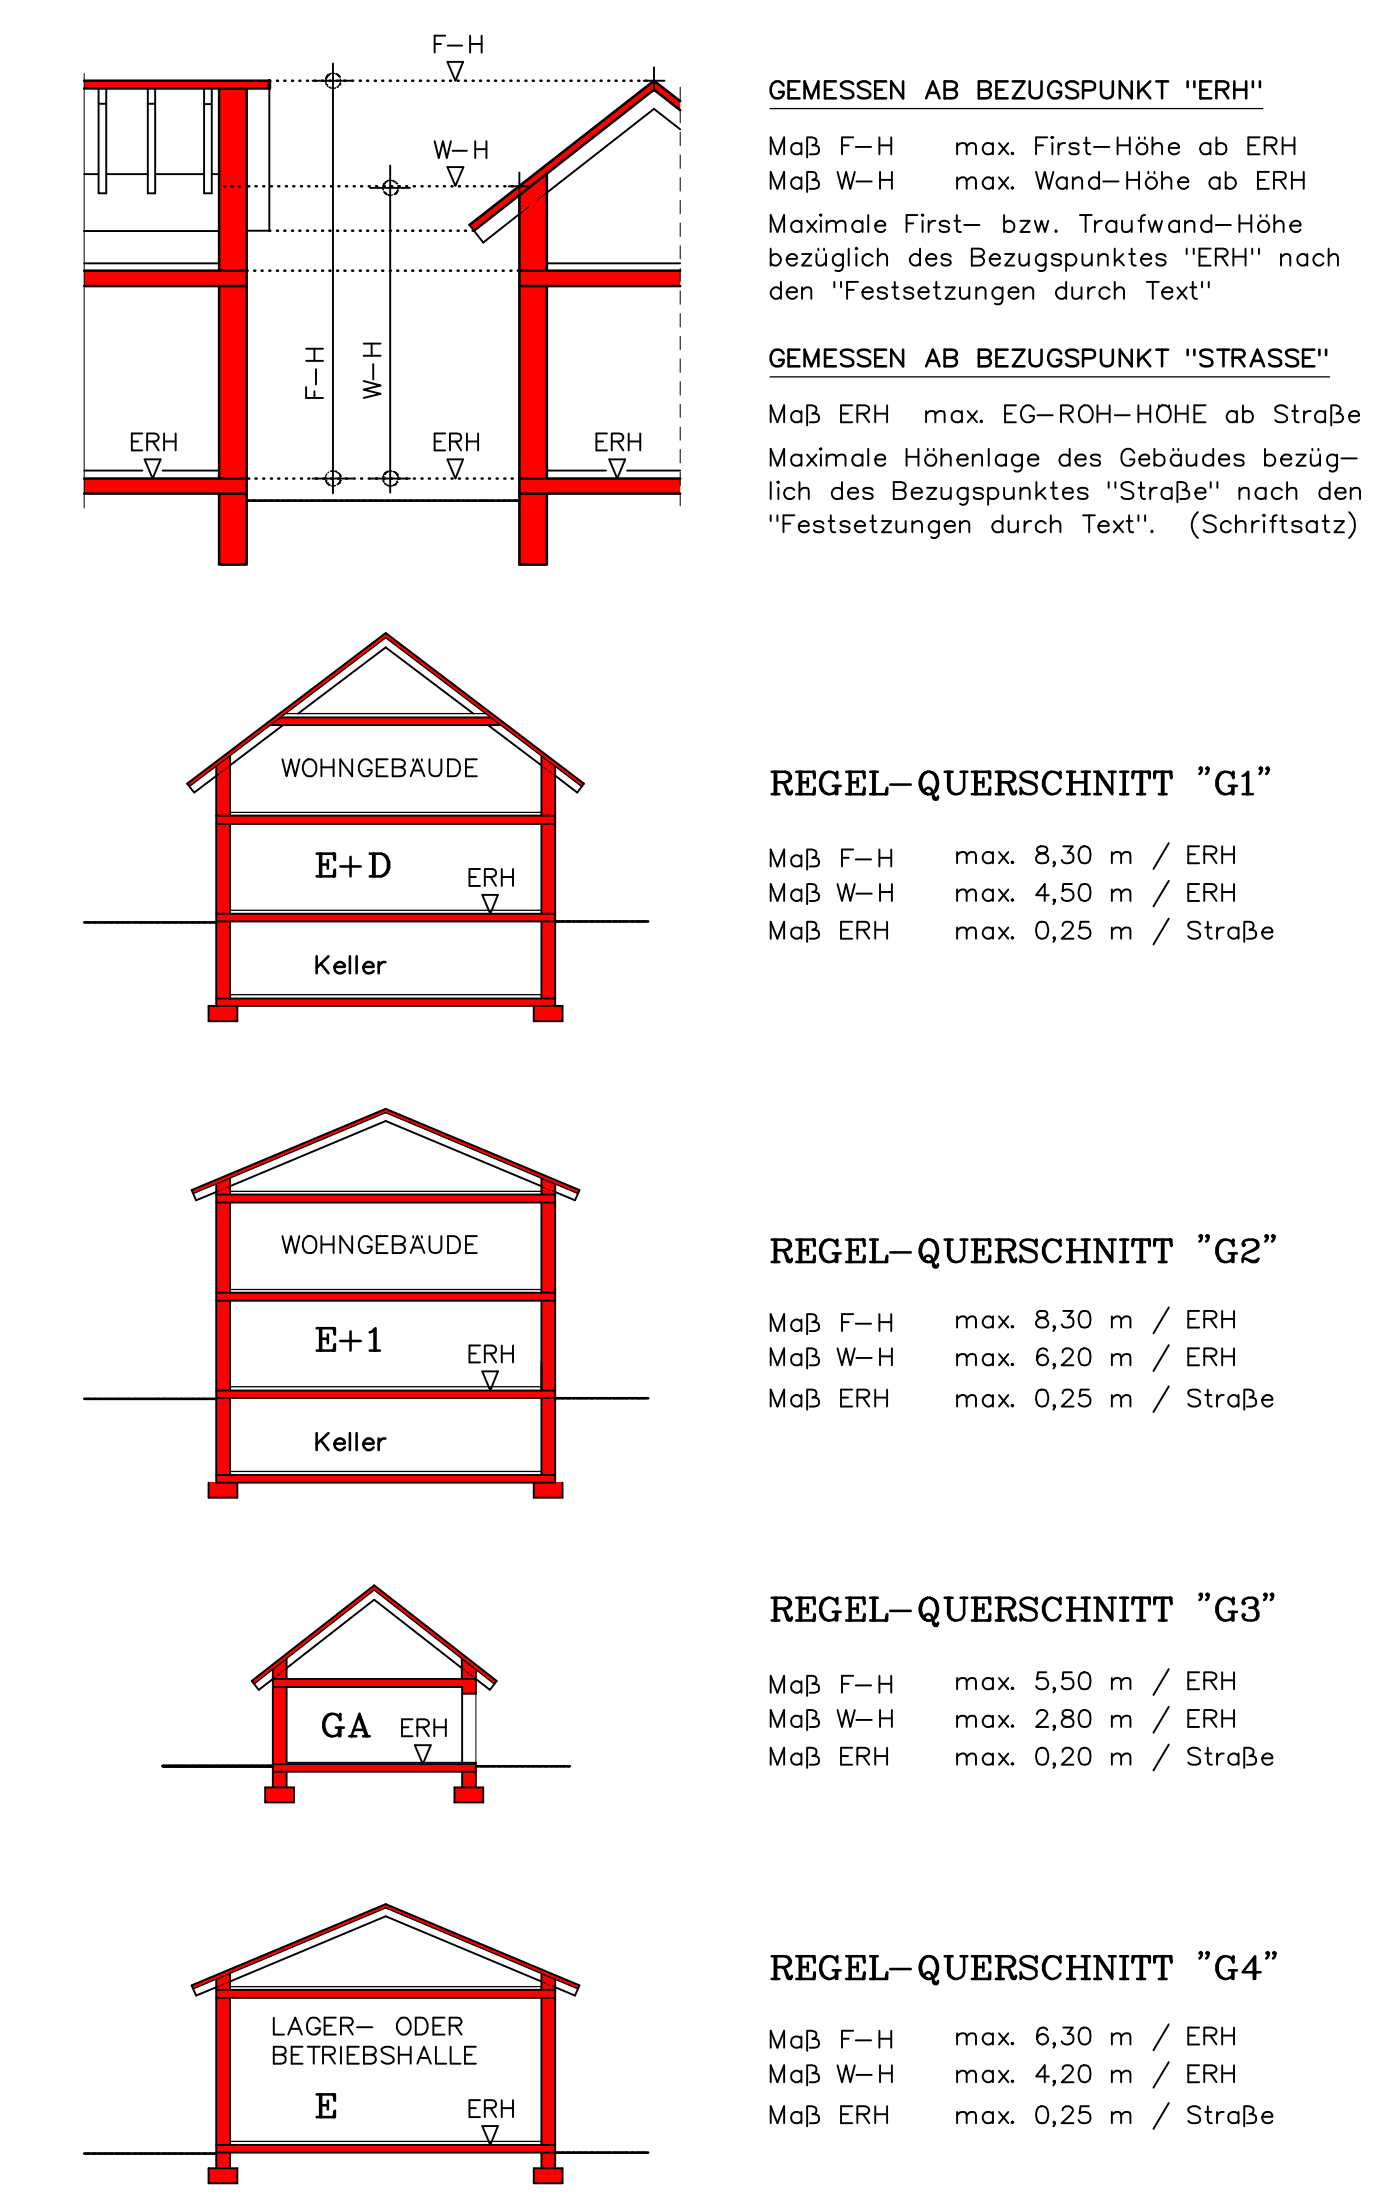 F-H
W-H
F-H
W-H
ERH
ERH
ERH
GEMESSEN AB BEZUGSPUNKT "ERH"
Maß F-H max. First-Höhe ab ERH
Maß W-H max. Wand-Höhe ab ERH
Maximale First- bzw. Traufwand-Höhe
bezüglich des Bezugspunktes "ERH" nach
den "Festsetzungen durch Text"
GEMESSEN AB BEZUGSPUNKT "STRASSE"
Maß ERH max. EG-ROH-HÖHE ab Straße
Maximale Höhenlage des Gebäudes bezüg-
lich des Bezugspunktes "Straße" nach den
"Festsetzungen durch Text". (Schriftsatz)
WOHNGEBÄUDE
E+D
ERH
Keller
REGEL-QUERSCHNITT "G1"
Maß F-H max. 8,30 m / ERH
Maß W-H max. 4,50 m / ERH
Maß ERH max. 0,25 m / Straße
WOHNGEBÄUDE
E+1
ERH
Keller
REGEL-QUERSCHNITT "G2"
Maß F-H max. 8,30 m / ERH
Maß W-H max. 6,20 m / ERH
Maß ERH max. 0,25 m / Straße
GA
ERH
REGEL-QUERSCHNITT "G3"
Maß F-H max. 5,50 m / ERH
Maß W-H max. 2,80 m / ERH
Maß ERH max. 0,20 m / Straße
LAGER- ODER
BETRIEBSHALLE
E
ERH
REGEL-QUERSCHNITT "G4"
Maß F-H max. 6,30 m / ERH
Maß W-H max. 4,20 m / ERH
Maß ERH max. 0,25 m / Straße